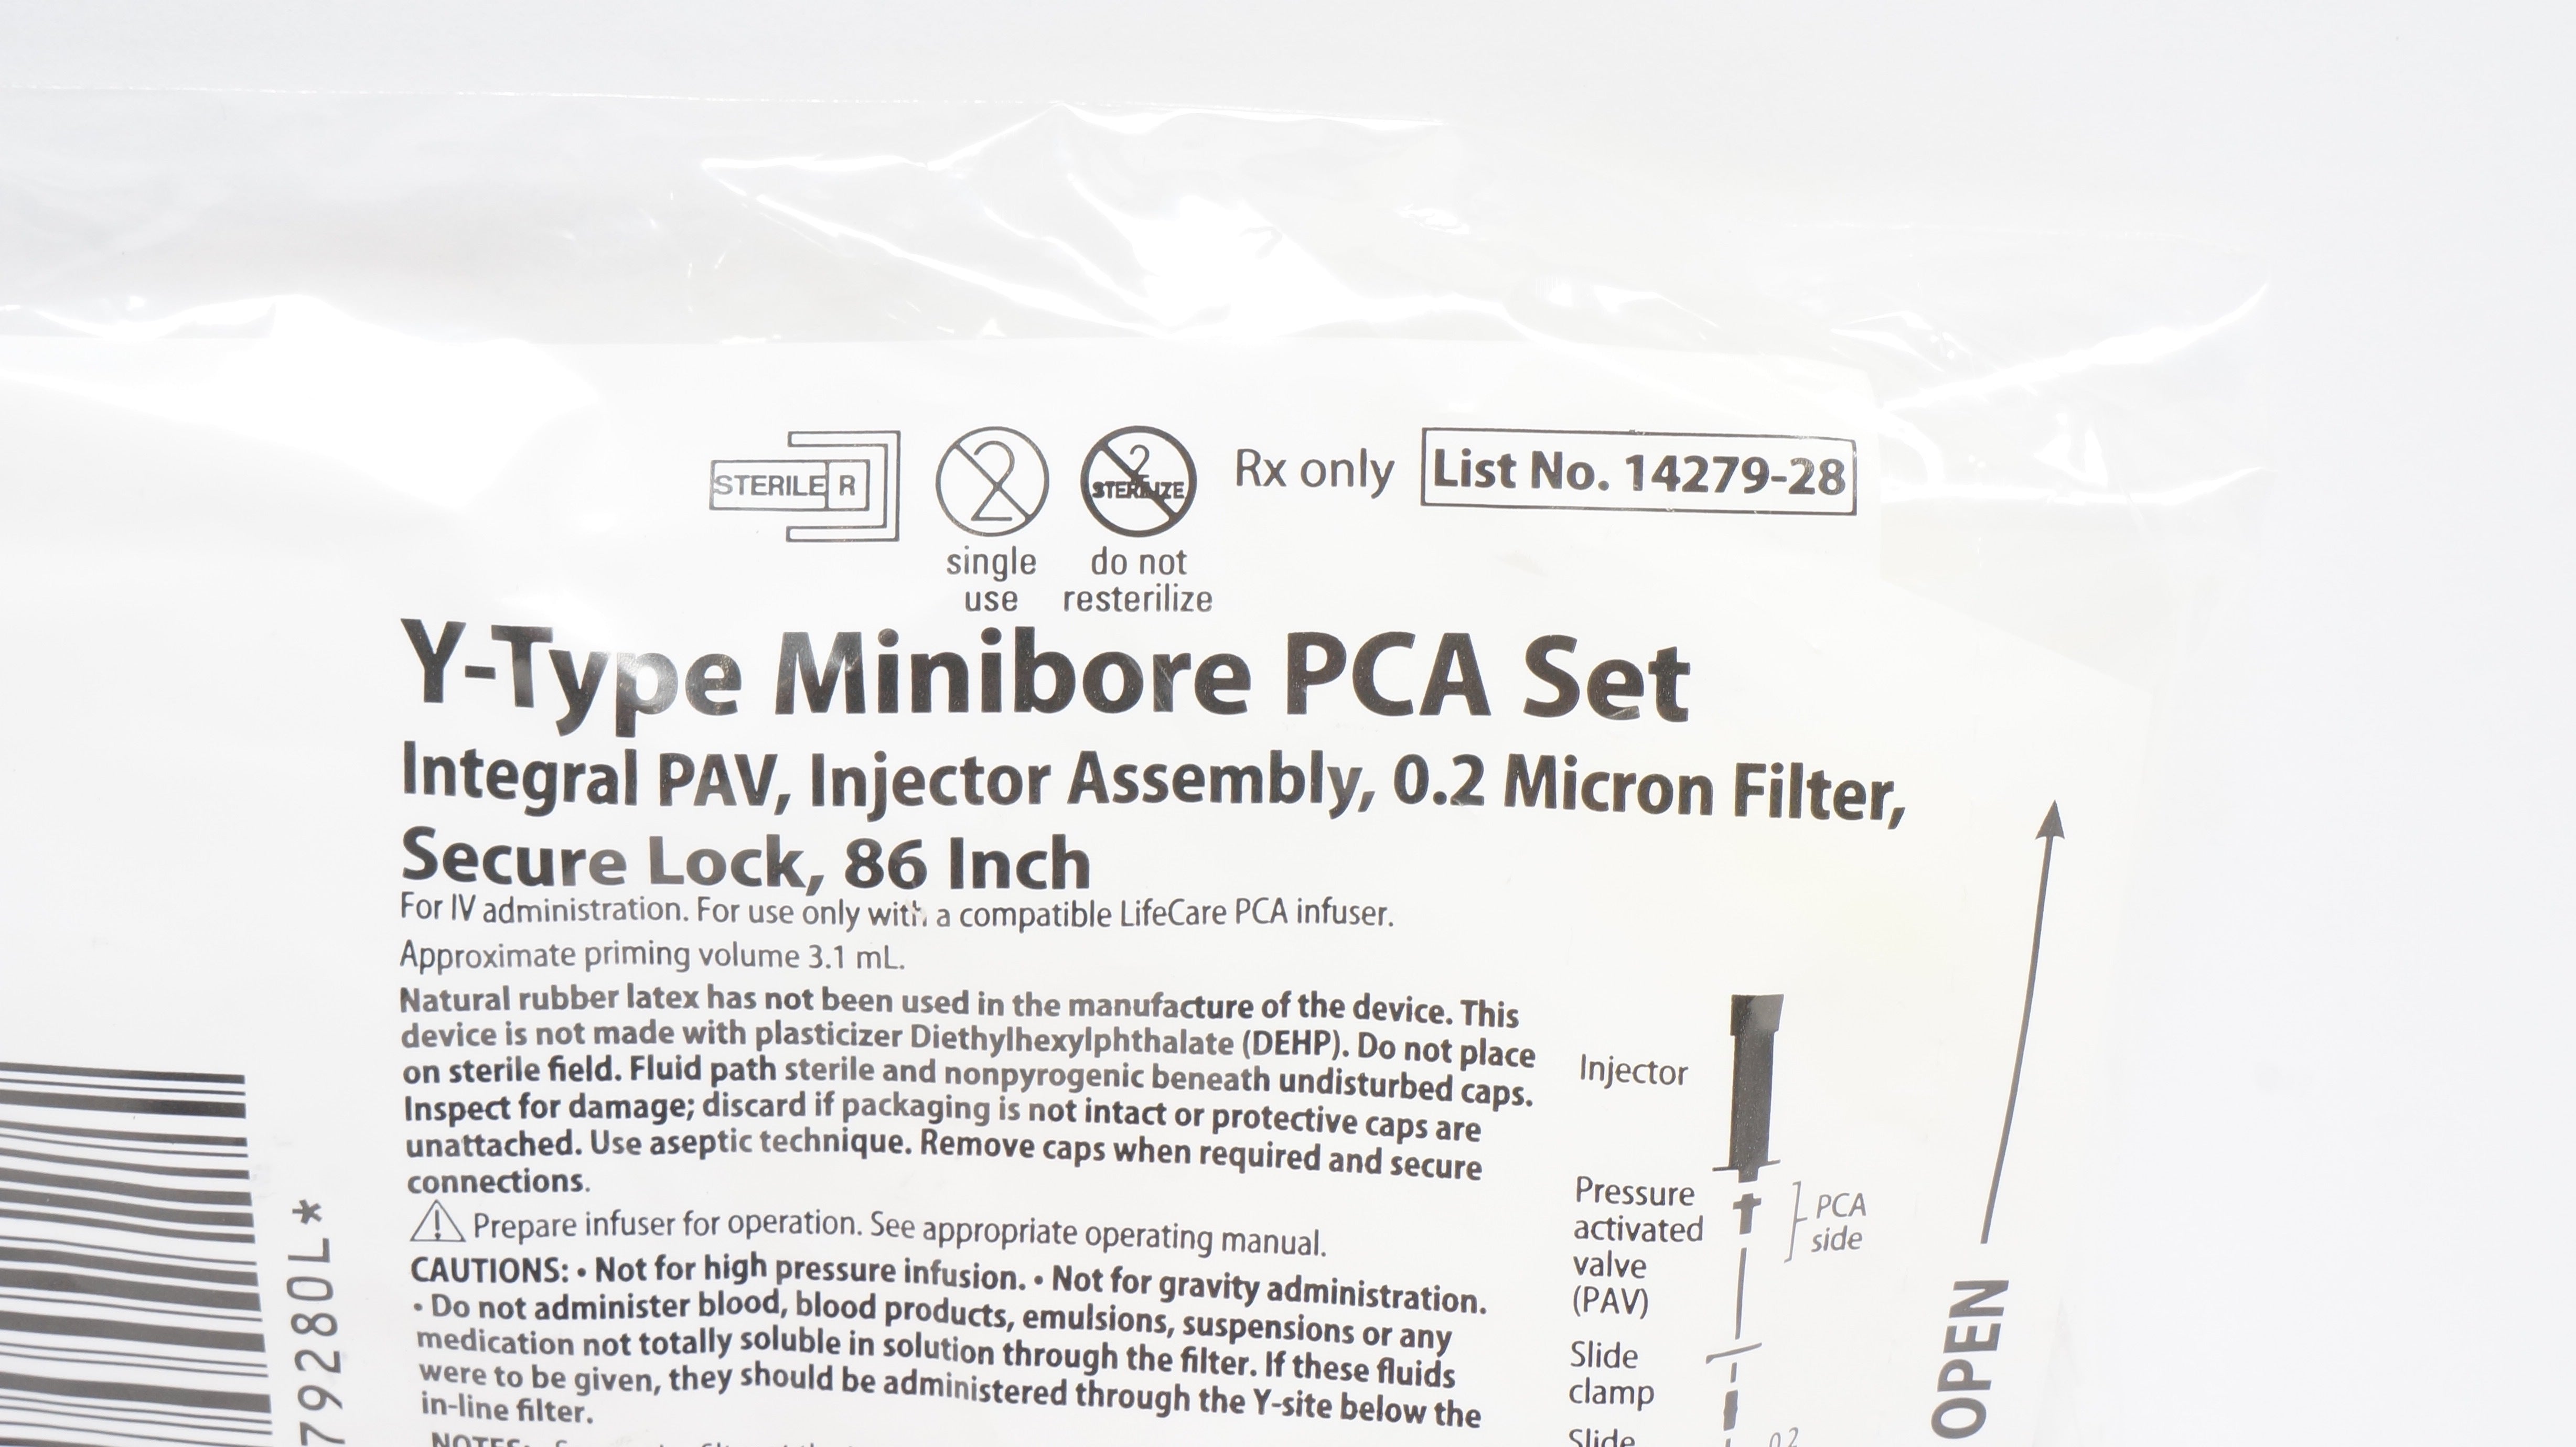 STERILE R
2
2
STERILIZE
Rx only
List No. 14279-28
single
use
do not
resterilize
Y-Type Minibore PCA Set
Integral PAV, Injector Assembly, 0.2 Micron Filter,
Secure Lock, 86 Inch
For IV administration. For use only with a compatible LifeCare PCA infuser.
Approximate priming volume 3.1 mL.
Natural rubber latex has not been used in the manufacture of the device. This
device is not made with plasticizer Diethylhexylphthalate (DEHP). Do not place
on sterile field. Fluid path sterile and nonpyrogenic beneath undisturbed caps.
Inspect for damage; discard if packaging is not intact or protective caps are
unattached. Use aseptic technique. Remove caps when required and secure
connections.
Prepare infuser for operation. See appropriate operating manual.
CAUTIONS: • Not for high pressure infusion. • Not for gravity administration.
• Do not administer blood, blood products, emulsions, suspensions or any
medication not totally soluble in solution through the filter. If these fluids
were to be given, they should be administered through the Y-site below the
in-line filter.
NOTES:
Injector
Pressure
activated
valve
(PAV)
PCA
side
Slide
clamp
Slide
0.2
OPEN
79280L*